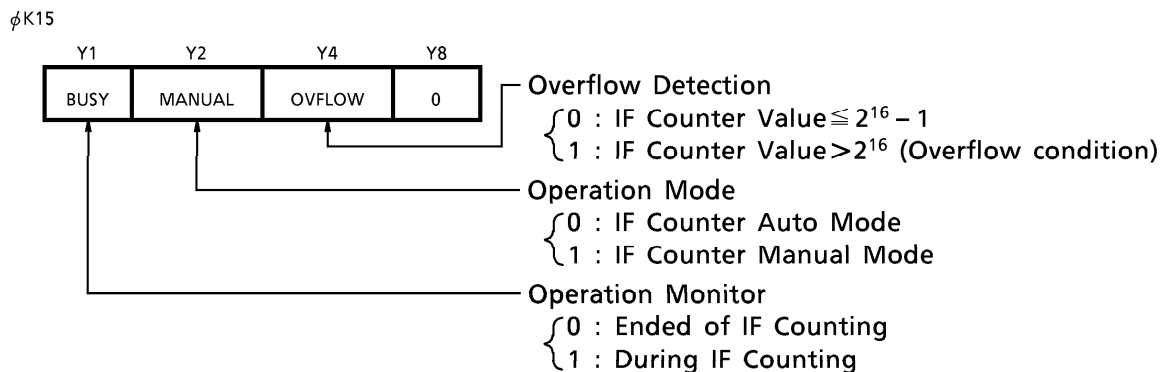 ϕK15
Y1 Y2 Y4 Y8
BUSY MANUAL OVFLOW 0
Overflow Detection
0 : IF Counter Value ≦ 2¹⁶ – 1
1 : IF Counter Value > 2¹⁶ (Overflow condition)
Operation Mode
0 : IF Counter Auto Mode
1 : IF Counter Manual Mode
Operation Monitor
0 : Ended of IF Counting
1 : During IF Counting